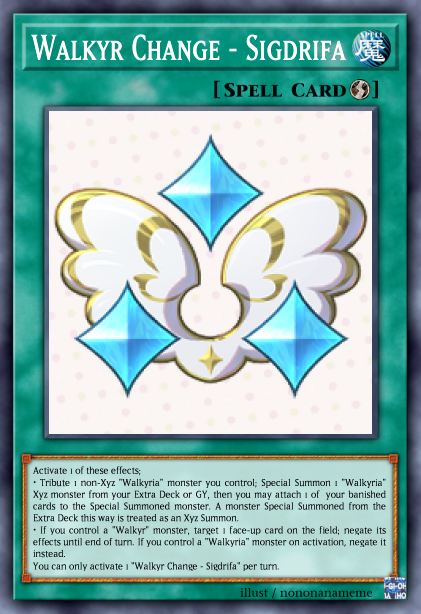 Walkyr Change - Sigdrifa
SPELL
魔
[Spell Card]
Activate 1 of these effects;
• Tribute 1 non-Xyz "Walkyria" monster you control; Special Summon 1 "Walkyria"
Xyz monster from your Extra Deck or GY, then you may attach 1 of your banished
cards to the Special Summoned monster. A monster Special Summoned from the
Extra Deck this way is treated as an Xyz Summon.
• If you control a "Walkyr" monster, target 1 face-up card on the field; negate its
effects until end of turn. If you control a "Walkyria" monster on activation, negate it
instead.
You can only activate 1 "Walkyr Change - Sigdrifa" per turn.
illust / nononanameme